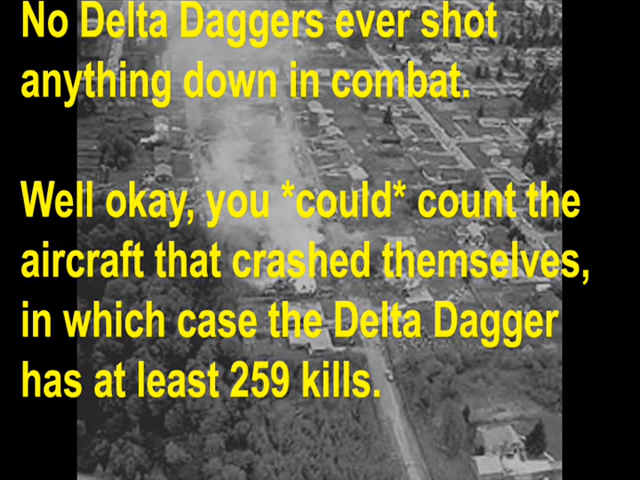 No Delta Daggers ever shot
anything down in combat.
Well okay, you *could* count the
aircraft that crashed themselves,
in which case the Delta Dagger
has at least 259 kills.